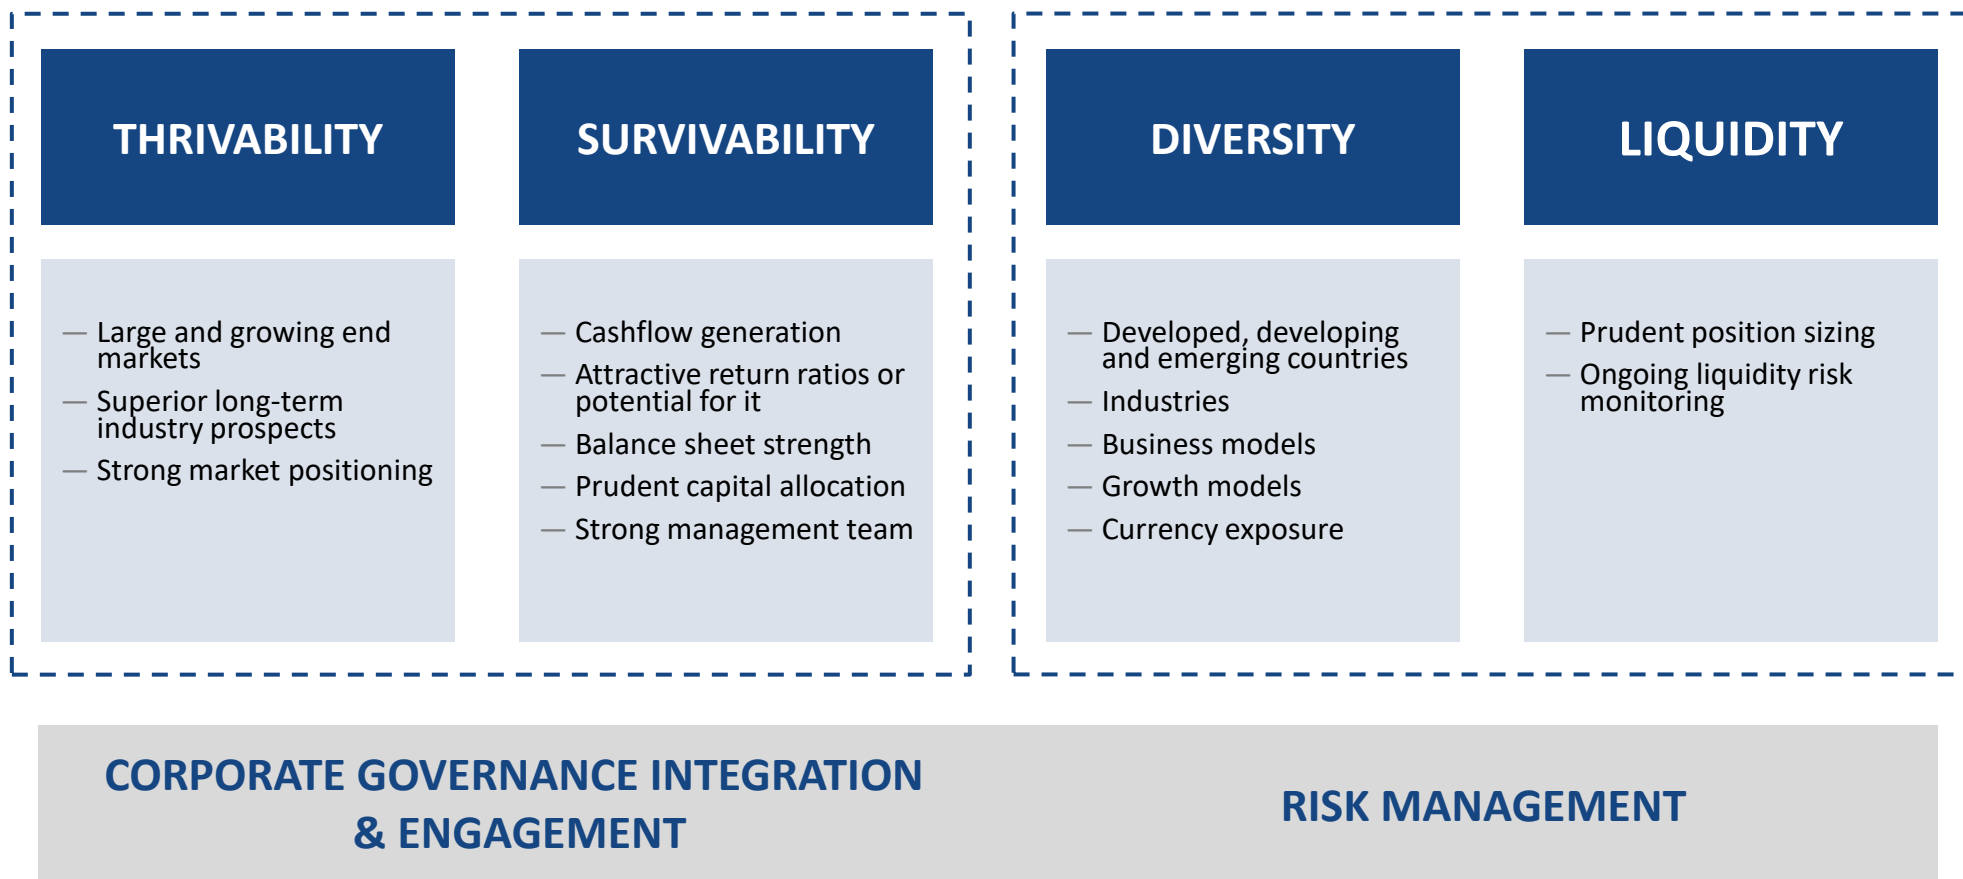 THRIVABILITY
— Large and growing end
markets
— Superior long-term
industry prospects
— Strong market positioning
SURVIVABILITY
— Cashflow generation
— Attractive return ratios or
potential for it
— Balance sheet strength
— Prudent capital allocation
— Strong management team
DIVERSITY
— Developed, developing
and emerging countries
— Industries
— Business models
— Growth models
— Currency exposure
LIQUIDITY
— Prudent position sizing
— Ongoing liquidity risk
monitoring
CORPORATE GOVERNANCE INTEGRATION
& ENGAGEMENT
RISK MANAGEMENT